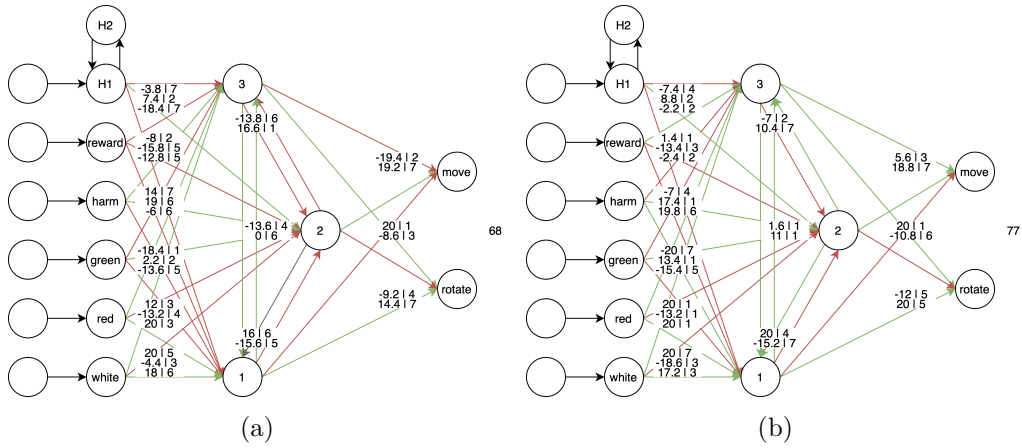 H2
H1
3
-3.8 | 7
7.4 | 2
-18.4 | 7
-13.8 | 6
16.6 | 1
reward
-8 | 2
-15.8 | 5
-12.8 | 5
-19.4 | 2
19.2 | 7
move
harm
14 | 7
19 | 6
-6 | 6
-13.6 | 4
0 | 6
2
20 | 1
-8.6 | 3
68
green
-18.4 | 1
2.2 | 2
-13.6 | 5
-9.2 | 4
14.4 | 7
rotate
red
12 | 3
-13.2 | 4
20 | 3
16 | 6
-15.6 | 5
white
20 | 5
-4.4 | 3
18 | 6
1
(a)
H2
H1
3
-7.4 | 4
8.8 | 2
-2.2 | 2
-7 | 2
10.4 | 7
reward
1.4 | 1
-13.4 | 3
-2.4 | 2
5.6 | 3
18.8 | 7
move
harm
-7 | 4
17.4 | 1
19.8 | 6
1.6 | 1
11 | 1
2
20 | 1
-10.8 | 6
77
green
-20 | 7
13.4 | 1
-15.4 | 5
-12 | 5
20 | 5
rotate
red
20 | 1
-13.2 | 1
20 | 1
20 | 4
-15.2 | 7
white
20 | 7
-18.6 | 3
17.2 | 3
1
(b)